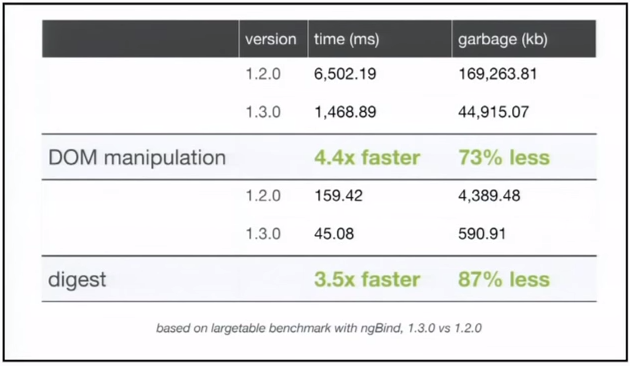 version time (ms) garbage (kb)
1.2.0 6,502.19 169,263.81
1.3.0 1,468.89 44,915.07
DOM manipulation 4.4x faster 73% less
1.2.0 159.42 4,389.48
1.3.0 45.08 590.91
digest 3.5x faster 87% less
based on largetable benchmark with ngBind, 1.3.0 vs 1.2.0